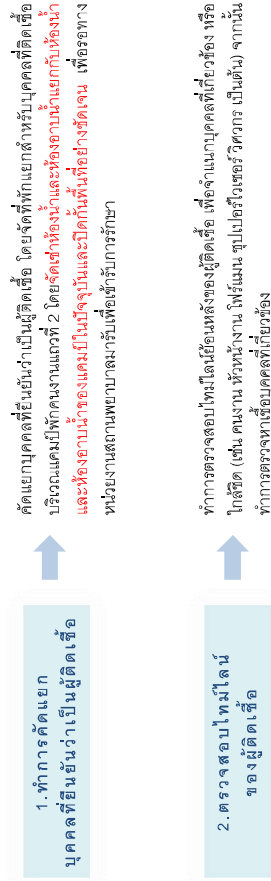 1.ทำการคัดแยก
บุคคลที่ยืนยันว่าเป็นผู้ติดเชื้อ
คัดแยกบุคคลที่ยืนยันว่าเป็นผู้ติดเชื้อ โดยจัดที่พักแยกสำหรับบุคคลที่ติดเชื้อ
บริเวณแคมป์พักคนงานแถวที่ 2 โดยจัดเช่าห้องน้ำและห้องอาบน้ำแยกกับห้องน้ำ
และห้องอาบน้ำของแคมป์ในปัจจุบันและปิดกั้นพื้นที่อย่างชัดเจน เพื่อรอทาง
หน่วยงานสถานพยาบาลมารับเพื่อเข้ารับการรักษา
2.ตรวจสอบไทม์ไลน์
ของผู้ติดเชื้อ
ทำการตรวจสอบไทม์ไลน์ย้อนหลังของผู้ติดเชื้อ เพื่อจำแนกบุคคลที่เกี่ยวข้อง หรือ
ใกล้ชิด (เช่น คนงาน หัวหน้างาน โฟร์แมน ซุปเปอร์ไวเซอร์ วิศวกร เป็นต้น) จากนั้น
ทำการตรวจหาเชื้อบุคคลที่เกี่ยวข้อง